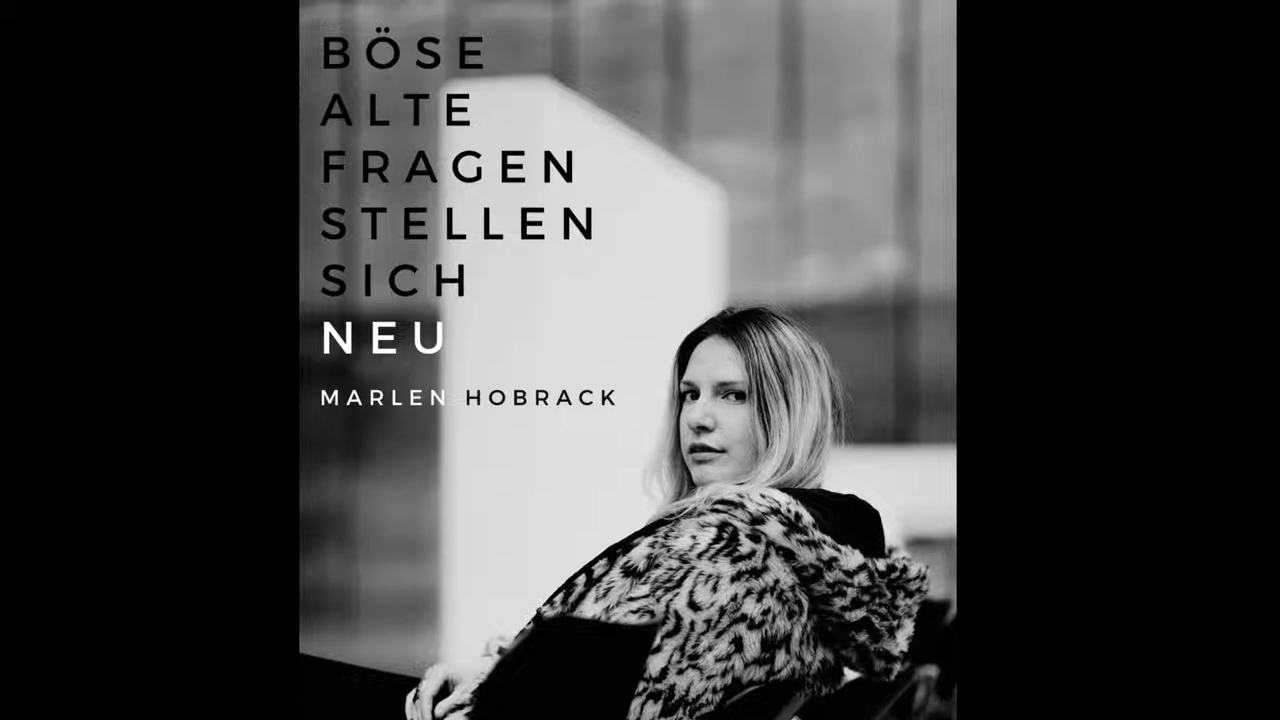 BÖSE
ALTE
FRAGEN
STELLEN
SICH
NEU
MARLEN HOBRACK